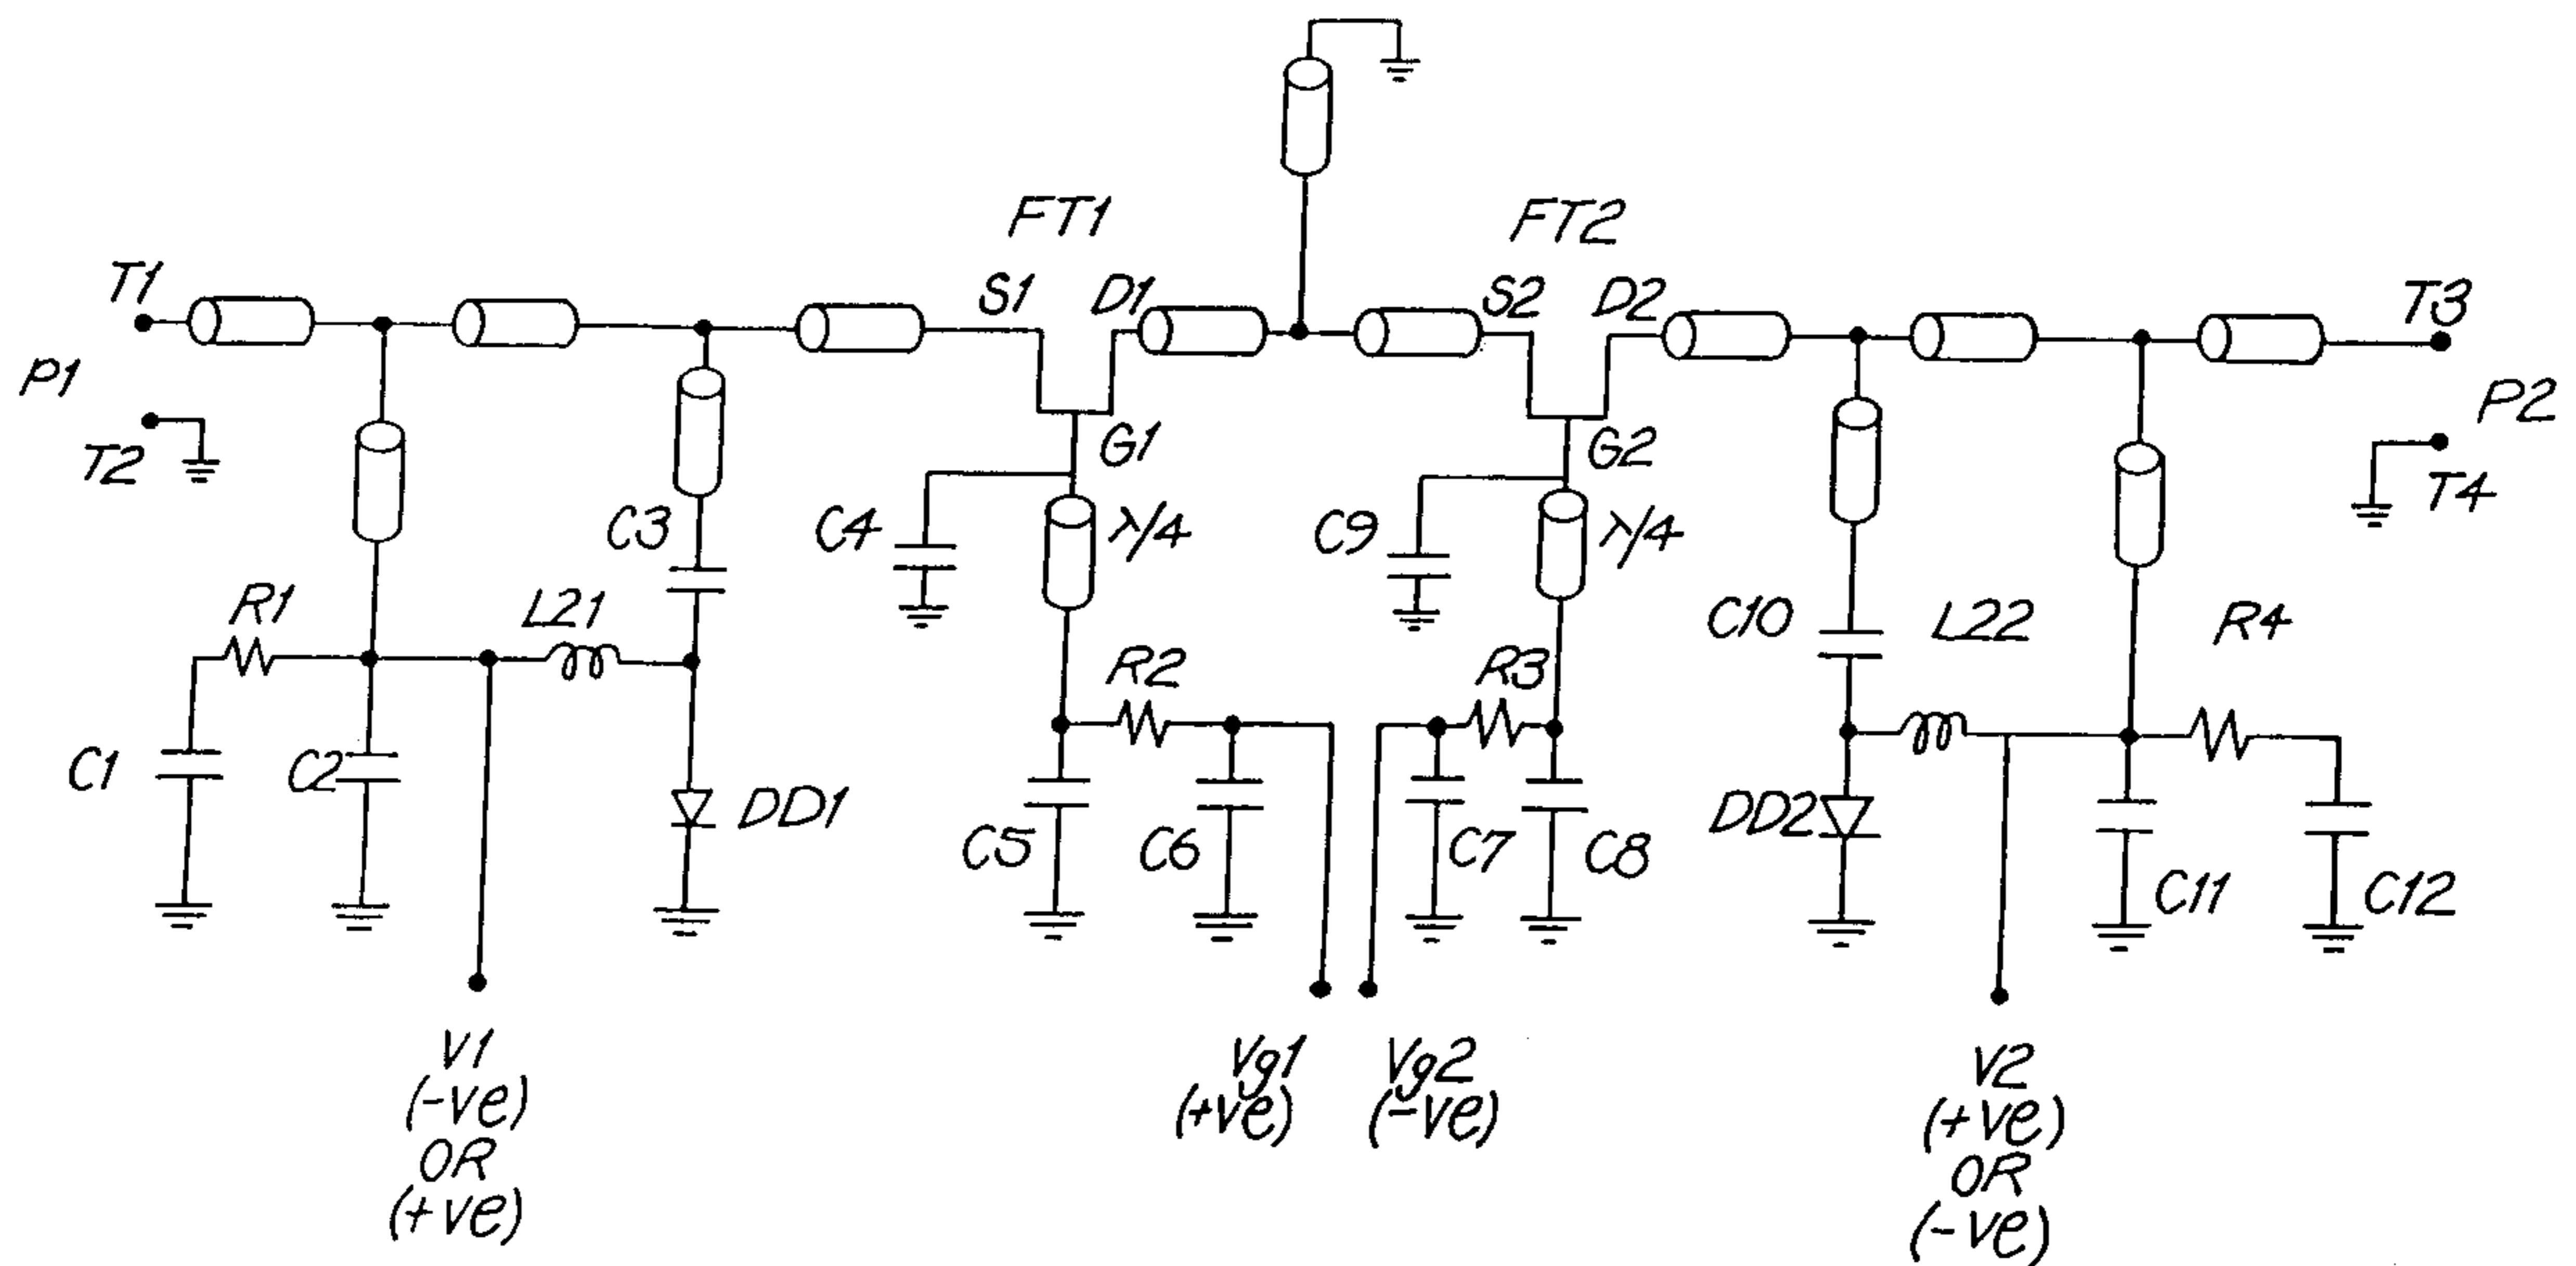 FT1
FT2
T1
S1
D1
S2
D2
T3
P1
P2
T2
G1
G2
T4
C3
C4
λ/4
C9
λ/4
R1
L21
C10
L22
R4
R2
R3
C1
C2
DD1
C5
C6
C7
C8
DD2
C11
C12
V1
(-ve)
OR
(+ve)
Vg1
(+ve)
Vg2
(-ve)
V2
(+ve)
OR
(-ve)